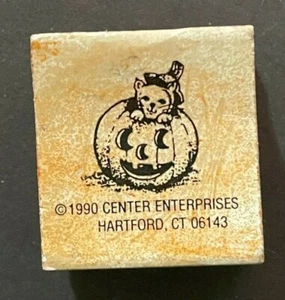 ©1990 CENTER ENTERPRISES
HARTFORD, CT 06143